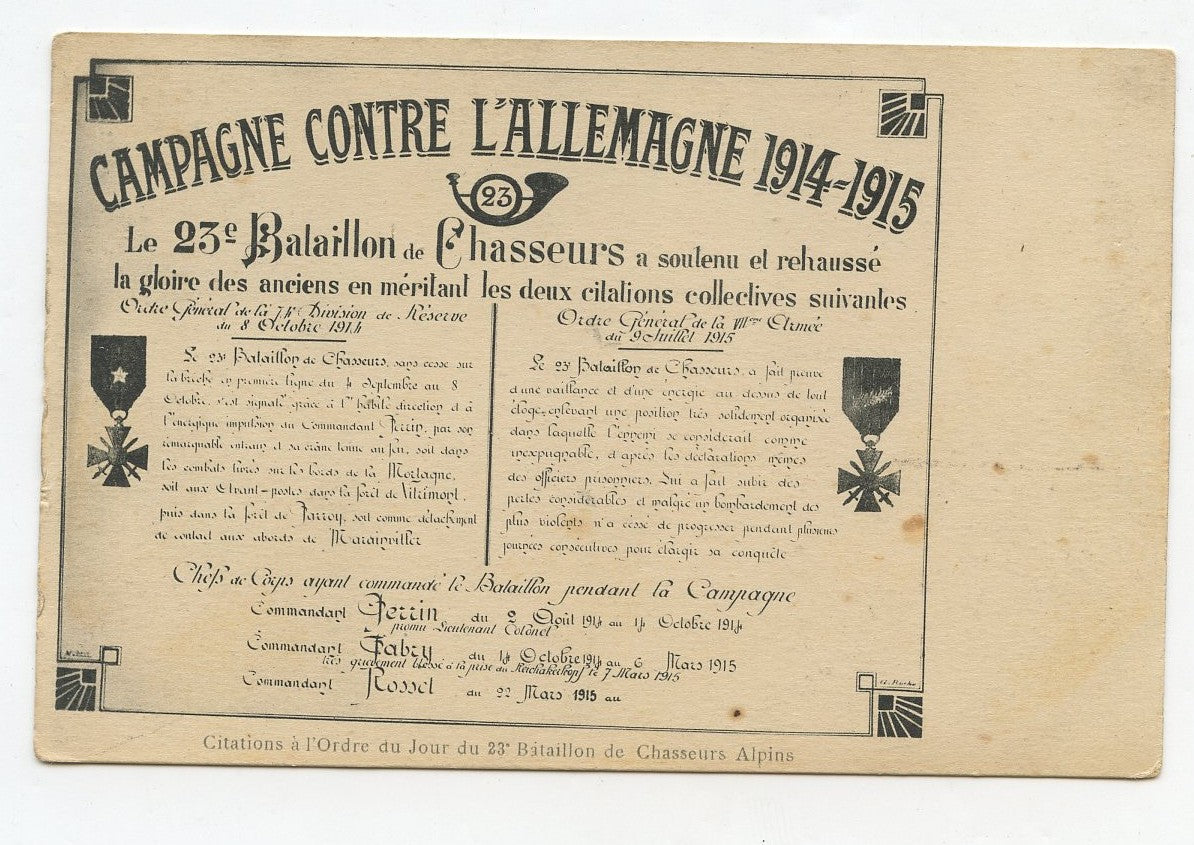 CAMPAGNE CONTRE L'ALLEMAGNE 1914-1915
23
Le 23e Bataillon de Chasseurs a soutenu et rehaussé
la gloire des anciens en méritant les deux citations collectives suivantes
Ordre Général de la 74e Division de Réserve
du 8 Octobre 1914
Le 23e Bataillon de Chasseurs, sans cesse sur
la brèche en première ligne du 4 Septembre au 8
Octobre, s'est signalé grâce à l'habile direction et à
l'énergique impulsion du Commandant Perrin, par son
remarquable entrain et sa crâne tenue au feu, soit dans
les combats livrés sur les bords de la Mortagne,
soit aux Avant-postes dans la forêt de Vitrimont,
puis dans la forêt de Parroy, soit comme détachement
de contact aux abords de Marainviller
Ordre Général de la VIIème Armée
du 9 Juillet 1915
Le 23e Bataillon de Chasseurs, a fait preuve
d'une vaillance et d'une énergie au dessus de tout
éloge, enlevant une position très solidement organisée
dans laquelle l'ennemi se considérait comme
inexpugnable, d'après les déclarations mêmes
des officiers prisonniers. Lui a fait subir des
pertes considérables et malgré un bombardement des
plus violents n'a cessé de progresser pendant plusieurs
journées consécutives pour élargir sa conquête
Chefs de Corps ayant commandé le Bataillon pendant la Campagne
Commandant Perrin du 2 Août 1914 au 14 Octobre 1914
promu Lieutenant Colonel
Commandant Fabry du 14 Octobre 1914 au 6 Mars 1915
très grièvement blessé à la prise du Reichakerkopf le 7 Mars 1915
Commandant Rossel du 22 Mars 1915 au
Citations à l'Ordre du Jour du 23e Bataillon de Chasseurs Alpins